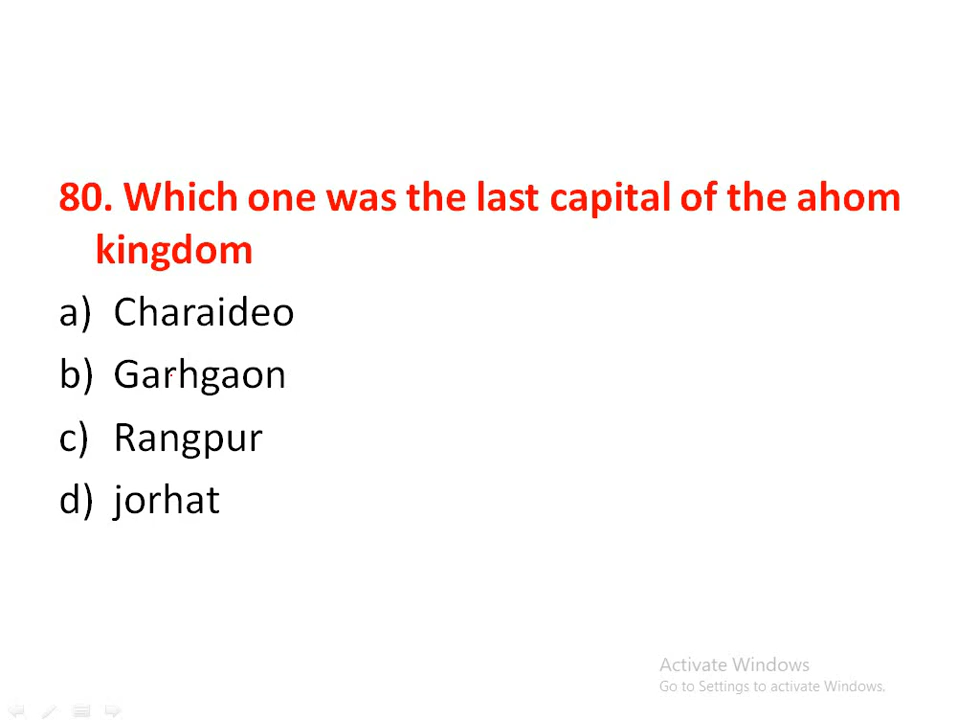 80. Which one was the last capital of the ahom
kingdom
a) Charaideo
b) Garhgaon
c) Rangpur
d) jorhat
Activate Windows
Go to Settings to activate Windows.